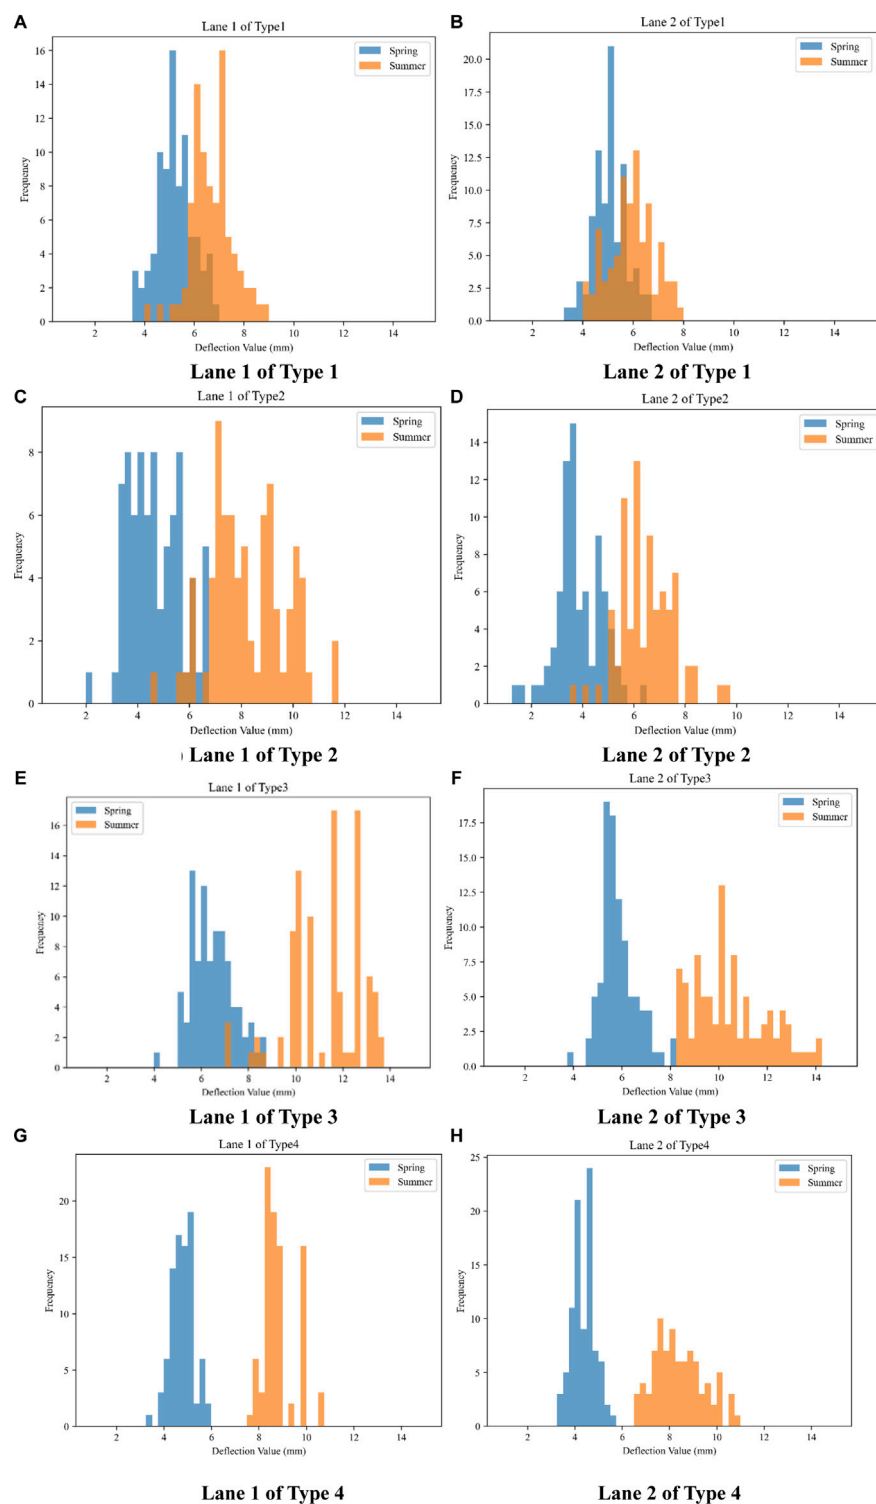 A
Lane 1 of Type1
Spring
Summer
16
14
12
10
8
6
4
2
0
Frequency
2 4 6 8 10 12 14
Deflection Value (mm)
Lane 1 of Type 1
B
Lane 2 of Type1
Spring
Summer
20.0
17.5
15.0
12.5
10.0
7.5
5.0
2.5
0.0
Frequency
2 4 6 8 10 12 14
Deflection Value (mm)
Lane 2 of Type 1
C
Lane 1 of Type2
Spring
Summer
8
6
4
2
0
Frequency
2 4 6 8 10 12 14
Deflection Value (mm)
) Lane 1 of Type 2
D
Lane 2 of Type2
Spring
Summer
14
12
10
8
6
4
2
0
Frequency
2 4 6 8 10 12 14
Deflection Value (mm)
Lane 2 of Type 2
E
Lane 1 of Type3
Spring
Summer
16
14
12
10
8
6
4
2
0
Frequency
2 4 6 8 10 12 14
Deflection Value (mm)
Lane 1 of Type 3
F
Lane 2 of Type3
Spring
Summer
17.5
15.0
12.5
10.0
7.5
5.0
2.5
0.0
Frequency
2 4 6 8 10 12 14
Deflection Value (mm)
Lane 2 of Type 3
G
Lane 1 of Type4
Spring
Summer
20
15
10
5
0
Frequency
2 4 6 8 10 12 14
Deflection Value (mm)
Lane 1 of Type 4
H
Lane 2 of Type4
Spring
Summer
25
20
15
10
5
0
Frequency
2 4 6 8 10 12 14
Deflection Value (mm)
Lane 2 of Type 4